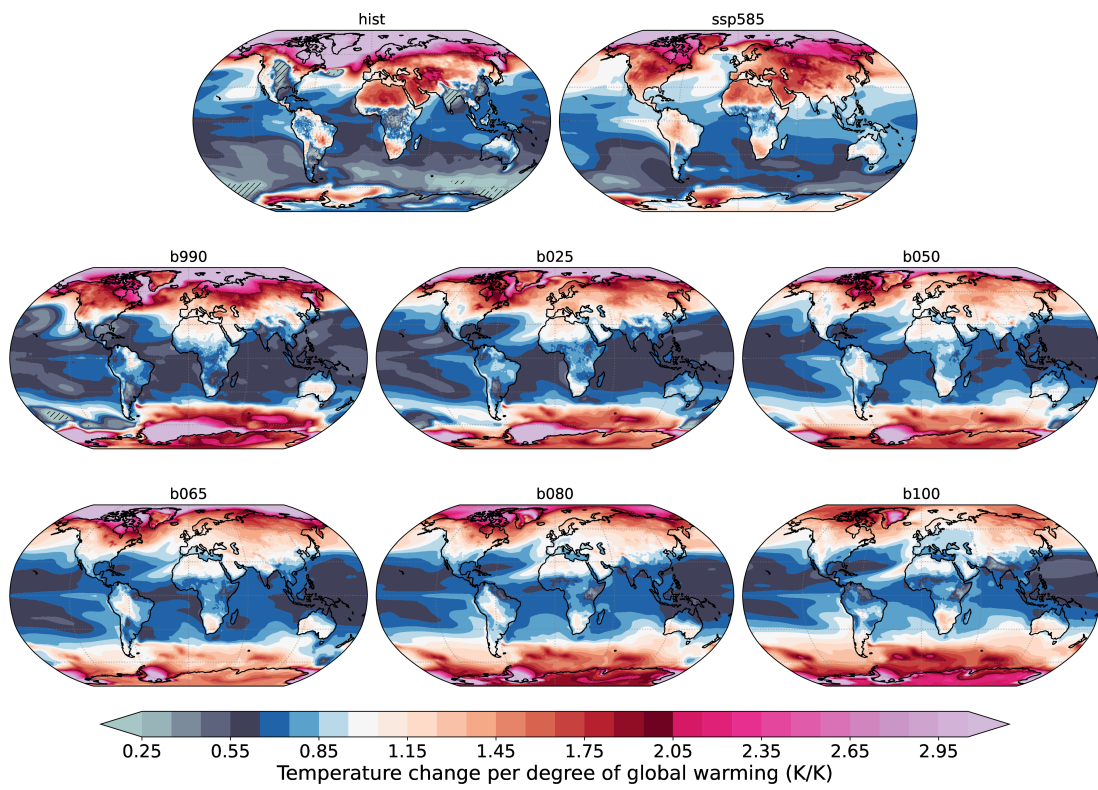 hist ssp585
b990 b025 b050
b065 b080 b100
0.25 0.55 0.85 1.15 1.45 1.75 2.05 2.35 2.65 2.95
Temperature change per degree of global warming (K/K)